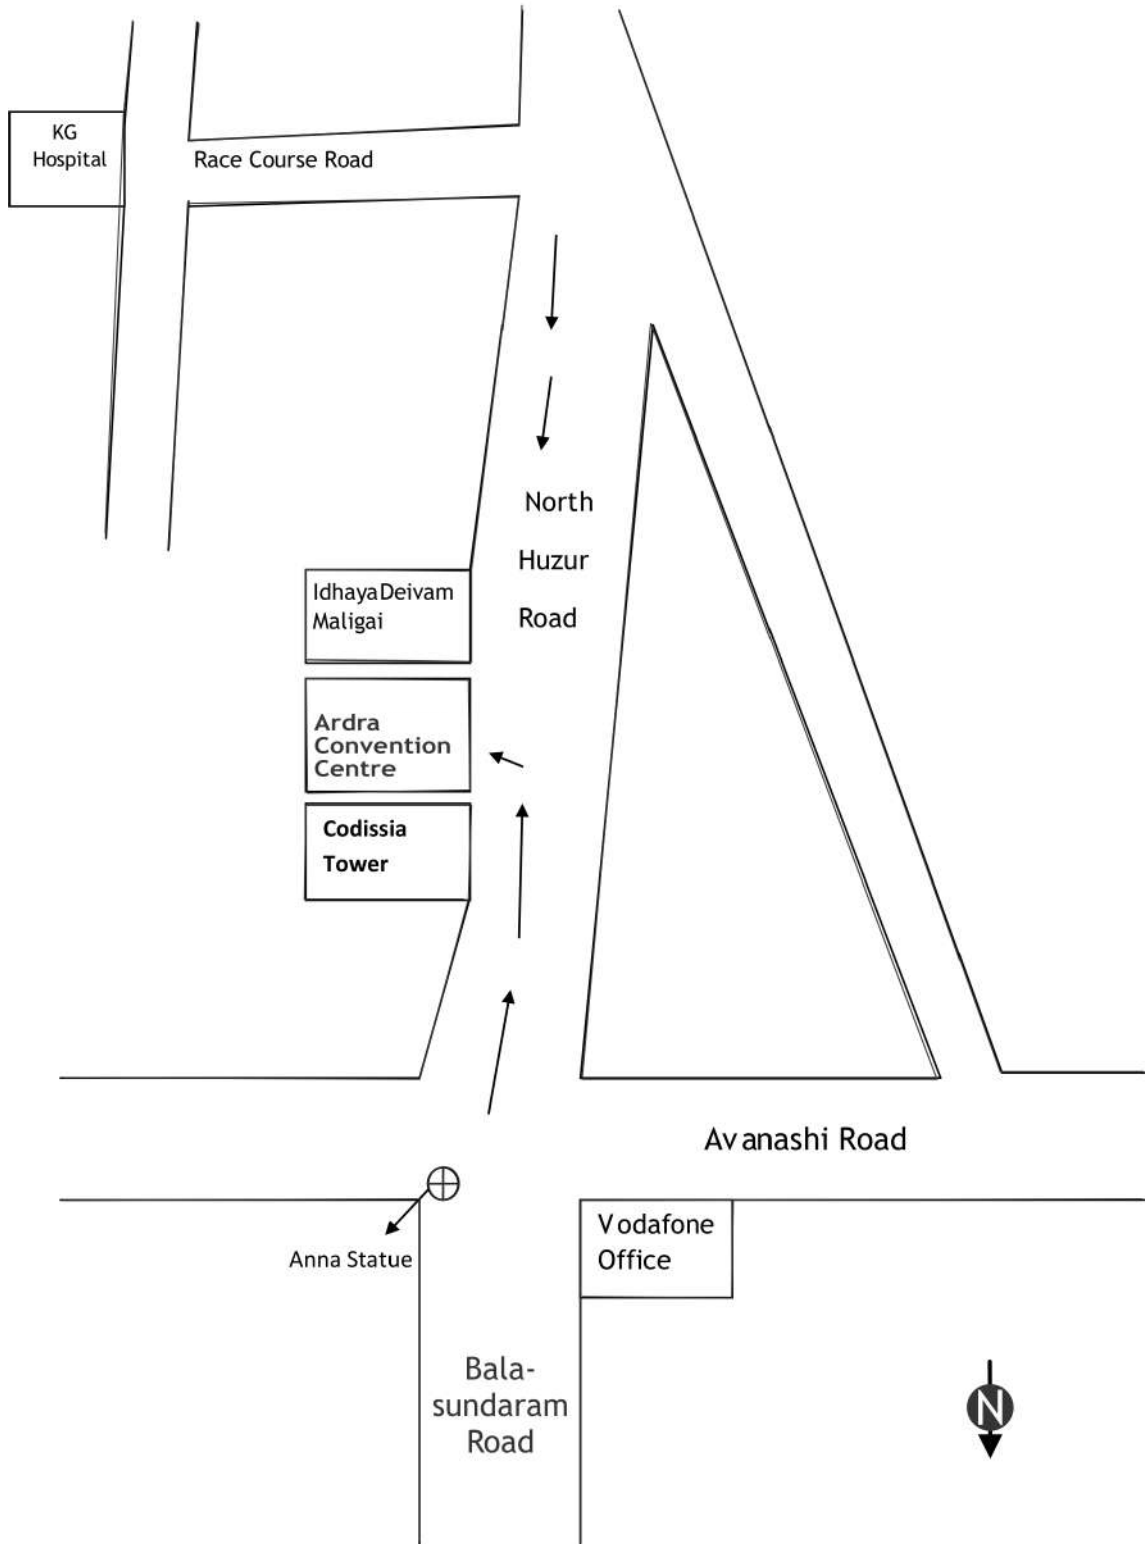 KG
Hospital
Race Course Road
North
Huzur
Road
IdhayaDeivam
Maligai
Ardra
Convention
Centre
Codissia
Tower
Avanashi Road
Anna Statue
Vodafone
Office
Bala-
sundaram
Road
N